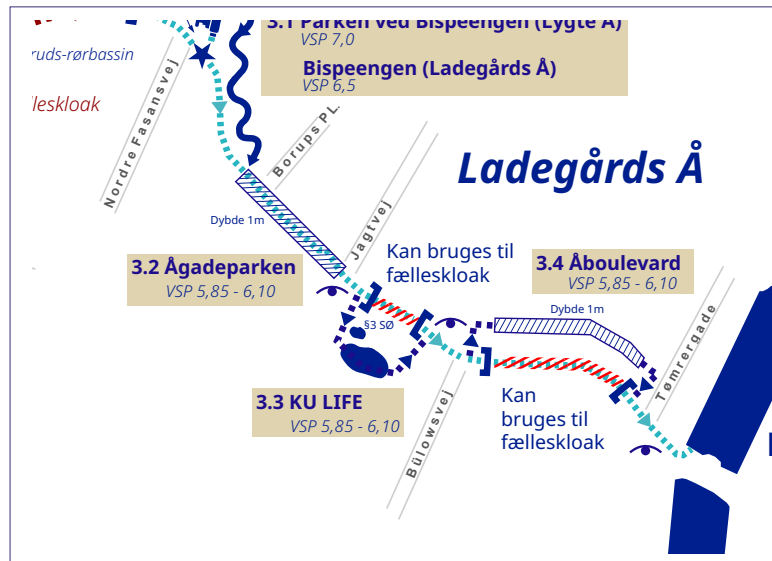 3.1 Parken ved Bispeengen (Lygte Å)
VSP 7,0
Bispeengen (Ladegårds Å)
VSP 6,5
ruds-rørbassin
lleskloak
Nordre Fasansvej
Borups PL.
Ladegårds Å
Dybde 1m
Jagtvej
Kan bruges til
fælleskloak
3.2 Ågadeparken
VSP 5,85 - 6,10
3.4 Åboulevard
VSP 5,85 - 6,10
Dybde 1m
§3 SØ
Tømrergade
3.3 KU LIFE
VSP 5,85 - 6,10
Bülowsvej
Kan
bruges til
fælleskloak